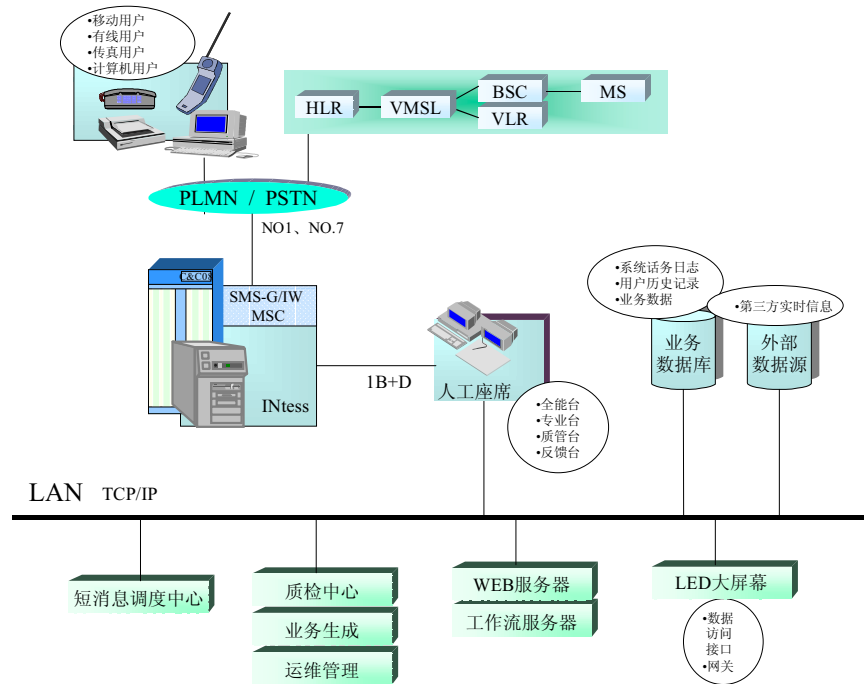 •移动用户
•有线用户
•传真用户
•计算机用户
HLR
VMSL
BSC
MS
VLR
PLMN / PSTN
NO1、NO.7
C&C08
SMS-G/IW
MSC
INtess
1B+D
人工座席
•全能台
•专业台
•质管台
•反馈台
•系统话务日志
•用户历史记录
•业务数据
•第三方实时信息
业务
数据库
外部
数据源
LAN TCP/IP
短消息调度中心
质检中心
业务生成
运维管理
WEB服务器
工作流服务器
LED大屏幕
•数据
访问
接口
•网关